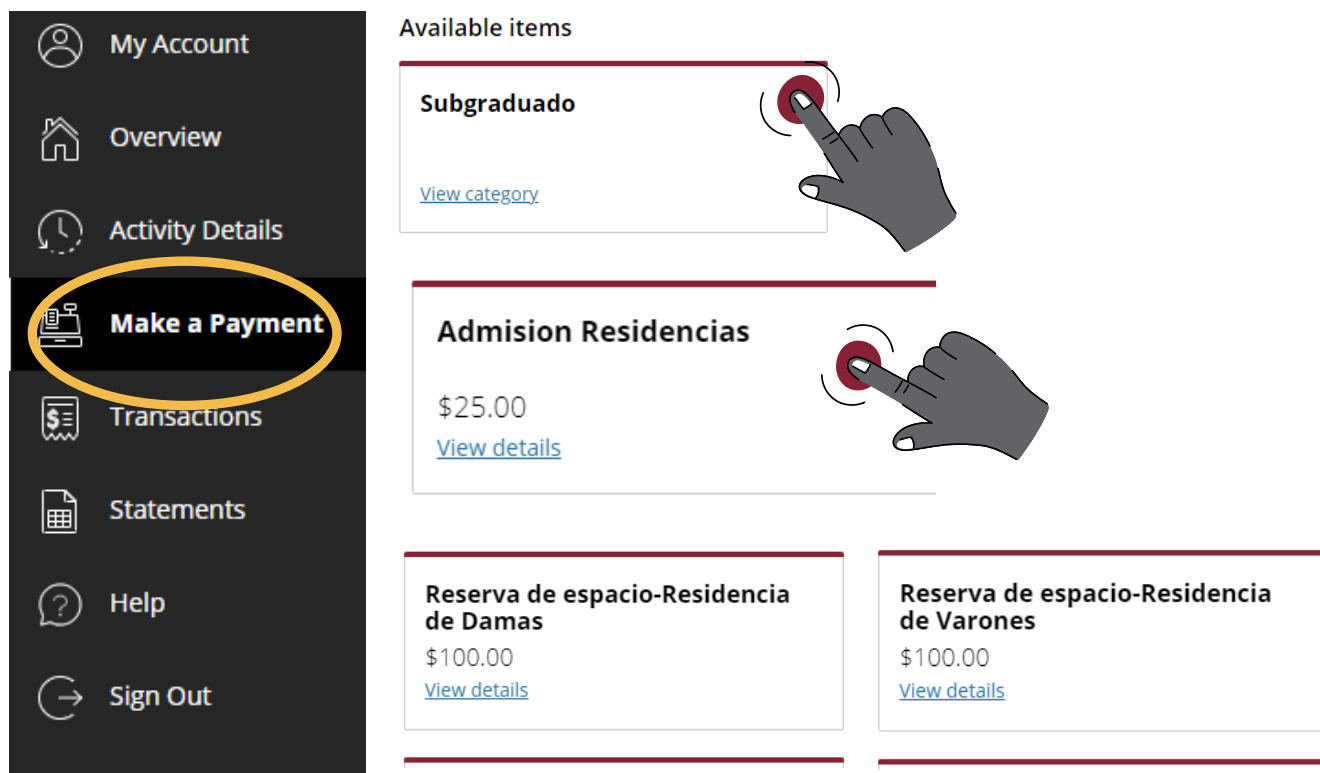 My Account
Overview
Activity Details
Make a Payment
Transactions
Statements
Help
Sign Out
Available items
Subgraduado
View category
Admision Residencias
$25.00
View details
Reserva de espacio-Residencia
de Damas
$100.00
View details
Reserva de espacio-Residencia
de Varones
$100.00
View details